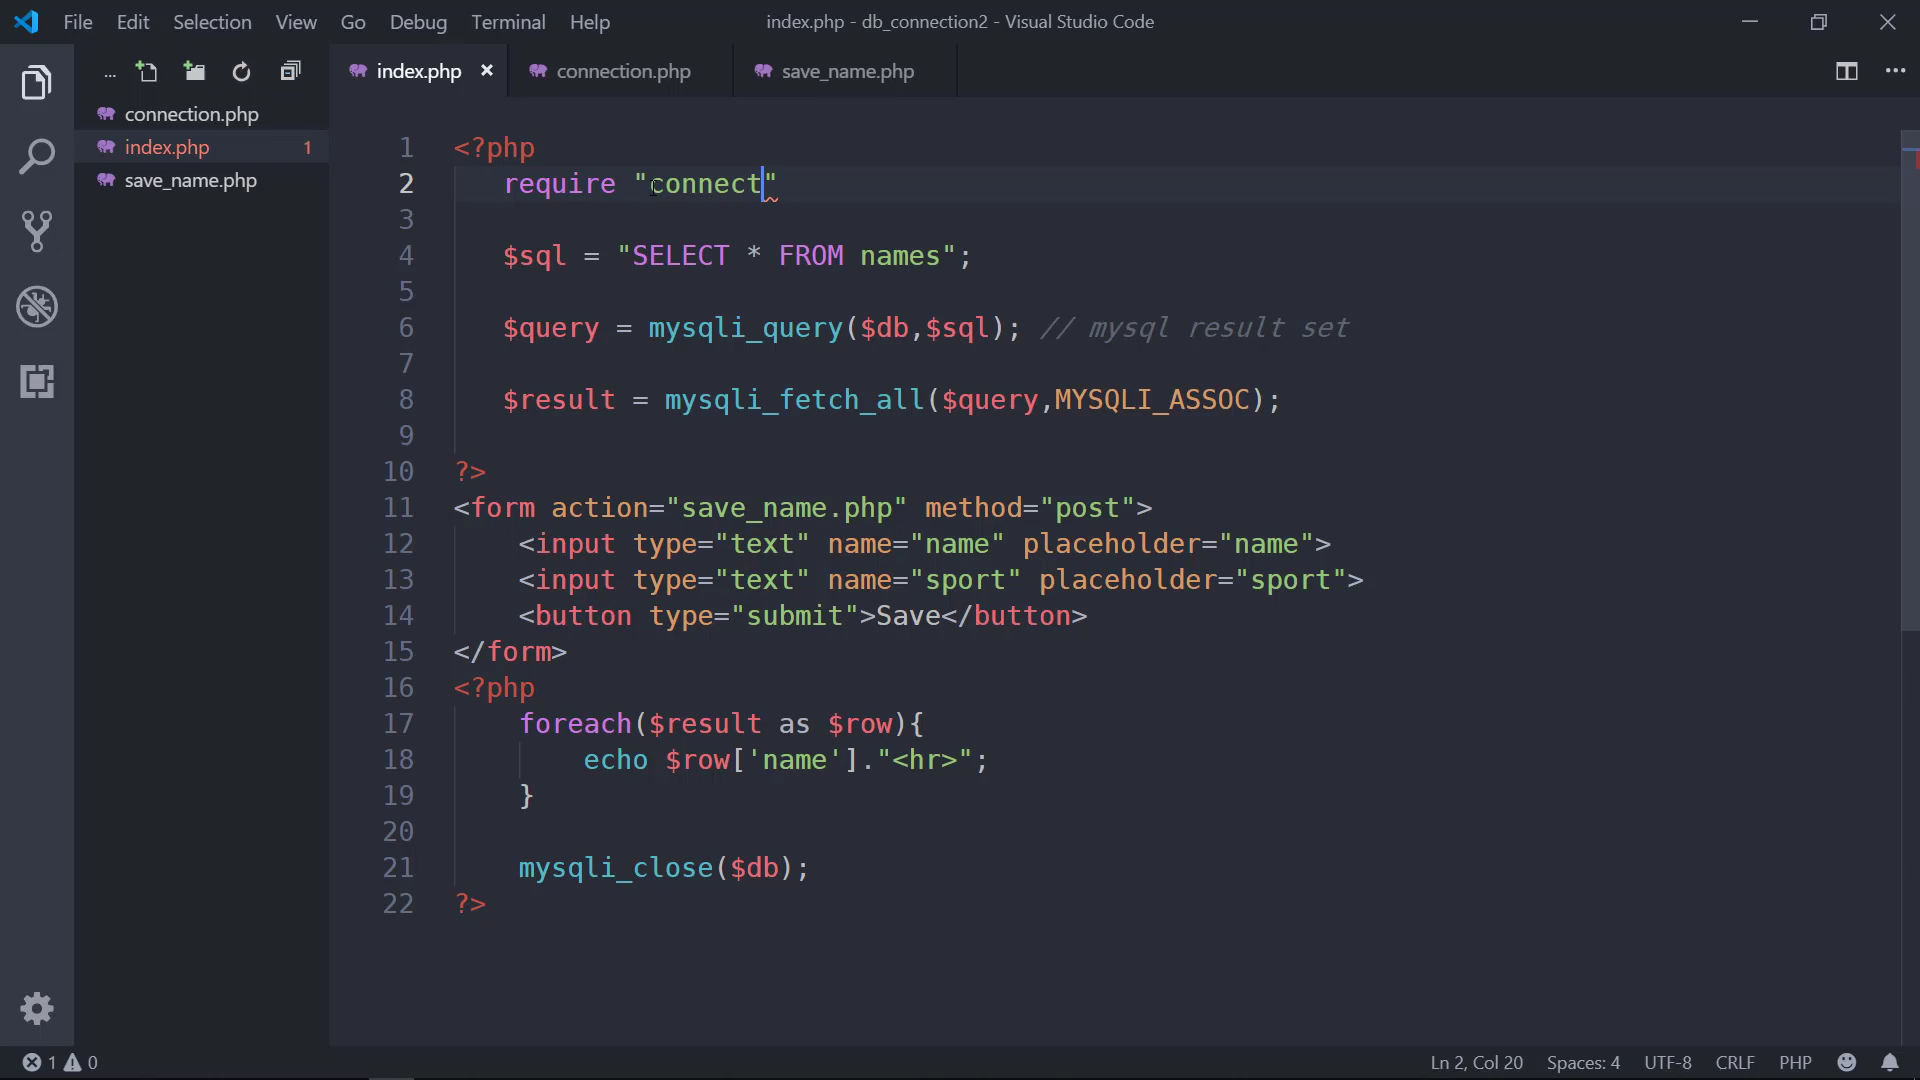 File Edit Selection View Go Debug Terminal Help index.php - db_connection2 - Visual Studio Code
... index.php connection.php save_name.php ...
connection.php
index.php 1
save_name.php
1 <?php
2 require "connect"
3
4 $sql = "SELECT * FROM names";
5
6 $query = mysqli_query($db,$sql); // mysql result set
7
8 $result = mysqli_fetch_all($query,MYSQLI_ASSOC);
9
10 ?>
11 <form action="save_name.php" method="post">
12 <input type="text" name="name" placeholder="name">
13 <input type="text" name="sport" placeholder="sport">
14 <button type="submit">Save</button>
15 </form>
16 <?php
17 foreach($result as $row){
18 echo $row['name']."<hr>";
19 }
20
21 mysqli_close($db);
22 ?>
1 0 Ln 2, Col 20 Spaces: 4 UTF-8 CRLF PHP